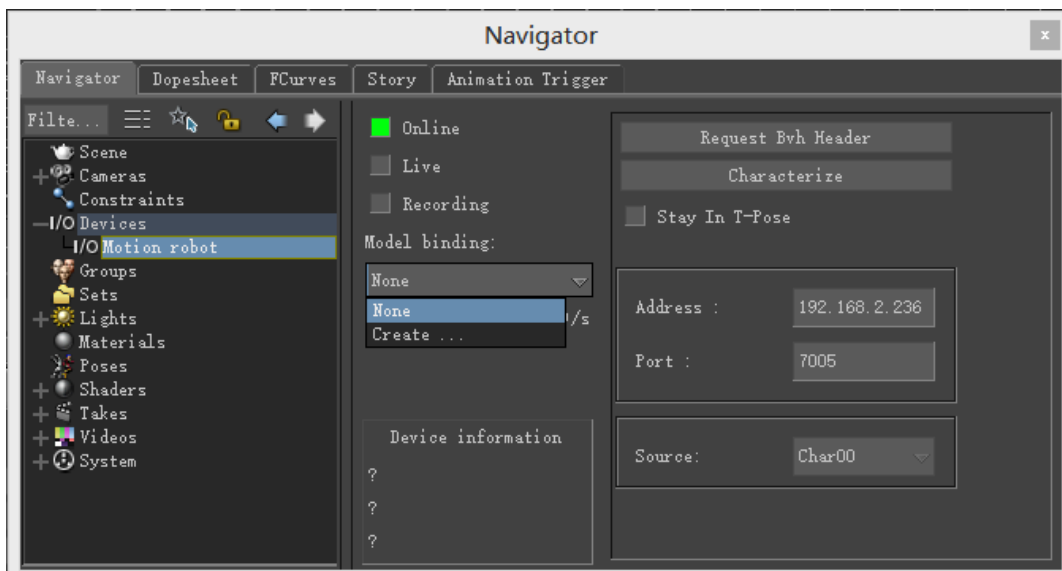 Navigator
x
Navigator Dopesheet FCurves Story Animation Trigger
Filte...
Scene
Cameras
Constraints
I/O Devices
I/O Motion robot
Groups
Sets
Lights
Materials
Poses
Shaders
Takes
Videos
System
Online
Live
Recording
Model binding:
None
None
/s
Create ...
Device information
?
?
?
Request Bvh Header
Characterize
Stay In T-Pose
Address : 192.168.2.236
Port : 7005
Source: Char00